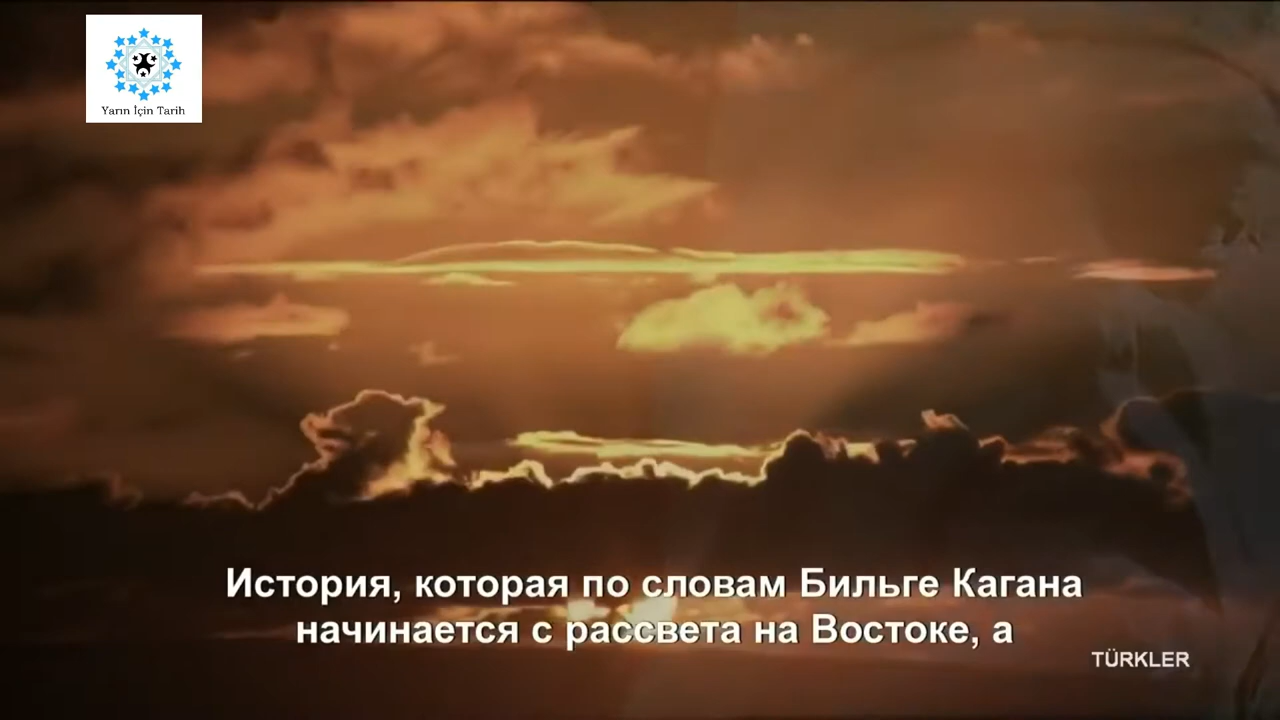 Yarın İçin Tarih
История, которая по словам Бильге Кагана
начинается с рассвета на Востоке, а
TÜRKLER